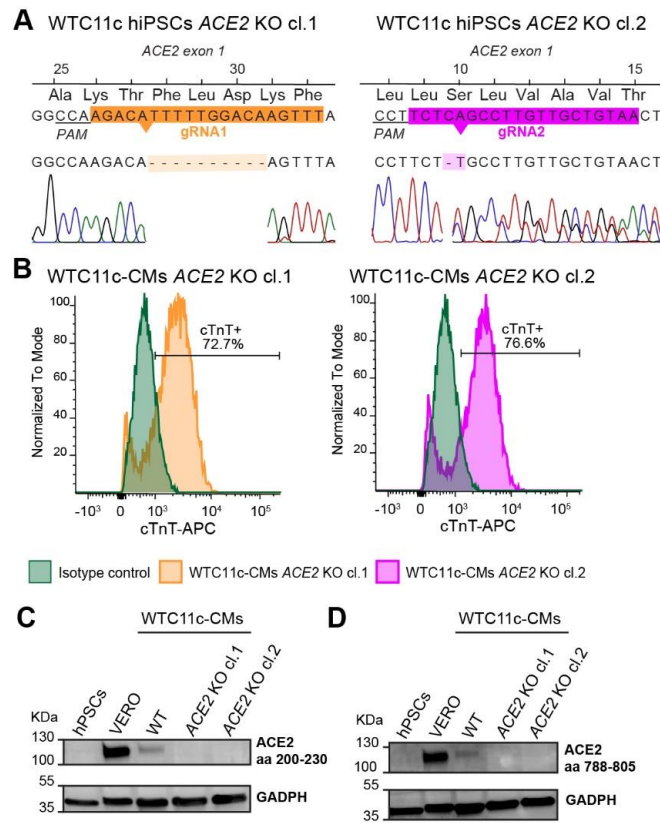 A WTC11c hiPSCs ACE2 KO cl.1
WTC11c hiPSCs ACE2 KO cl.2
ACE2 exon 1
25 30
Ala Lys Thr Phe Leu Asp Lys Phe
GGCCAAGACATTTTTGGACAAGTTTA
PAM gRNA1
GGCCAAGACA----------AGTTTA
ACE2 exon 1
10 15
Leu Leu Ser Leu Val Ala Val Thr
CCTTCTCAGCCTTGTTGCTGTAACT
PAM gRNA2
CCTTCT-TGCCTTGTTGCTGTAACT
B WTC11c-CMs ACE2 KO cl.1
WTC11c-CMs ACE2 KO cl.2
Normalized To Mode
100
80
60
40
20
cTnT+
72.7%
-10³ 0 10³ 10⁴ 10⁵
cTnT-APC
Normalized To Mode
100
80
60
40
20
cTnT+
76.6%
-10³ 0 10³ 10⁴ 10⁵
cTnT-APC
Isotype control WTC11c-CMs ACE2 KO cl.1 WTC11c-CMs ACE2 KO cl.2
C
WTC11c-CMs
hPSCs VERO WT ACE2 KO cl.1 ACE2 KO cl.2
KDa
130
100
ACE2
aa 200-230
55
35
GADPH
D
WTC11c-CMs
hPSCs VERO WT ACE2 KO cl.1 ACE2 KO cl.2
KDa
130
100
ACE2
aa 788-805
55
35
GADPH